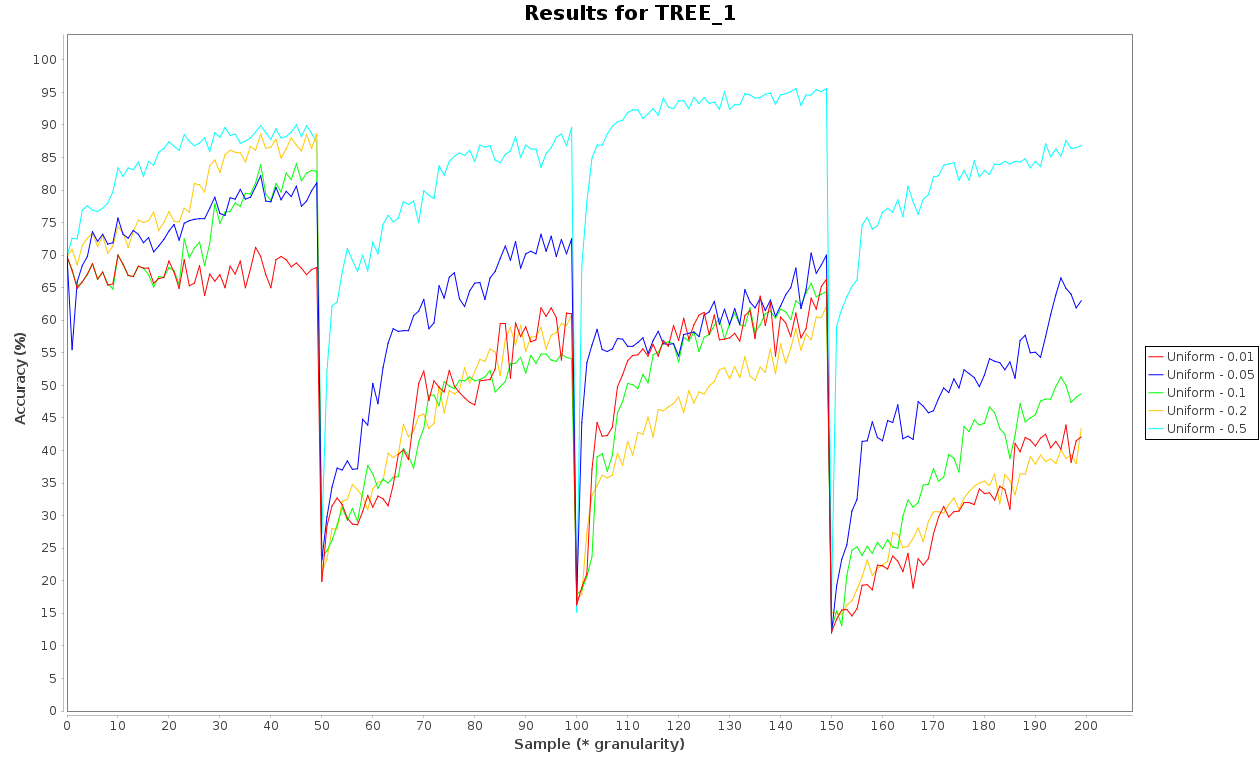 Results for TREE_1
Accuracy (%)
100
95
90
85
80
75
70
65
60
55
50
45
40
35
30
25
20
15
10
5
0
0 10 20 30 40 50 60 70 80 90 100 110 120 130 140 150 160 170 180 190 200
Sample (* granularity)
Uniform - 0.01
Uniform - 0.05
Uniform - 0.1
Uniform - 0.2
Uniform - 0.5